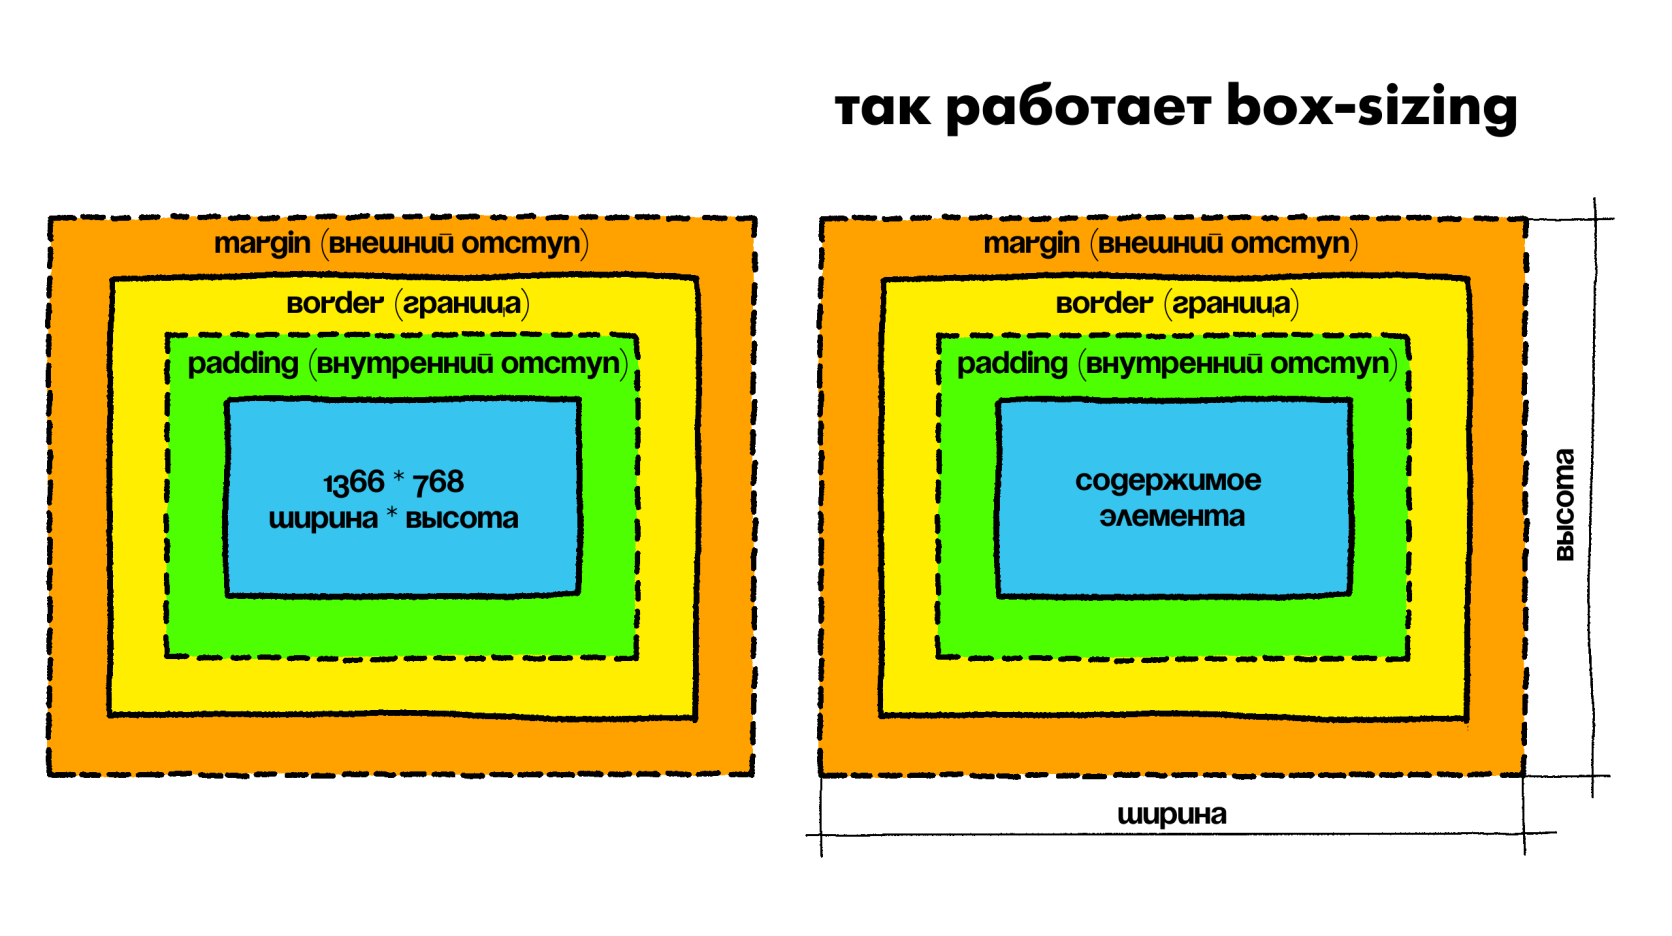 так работает box-sizing
margin (внешний отступ)
border (граница)
padding (внутренний отступ)
1366 * 768
ширина * высота
margin (внешний отступ)
border (граница)
padding (внутренний отступ)
содержимое
элемента
высота
ширина